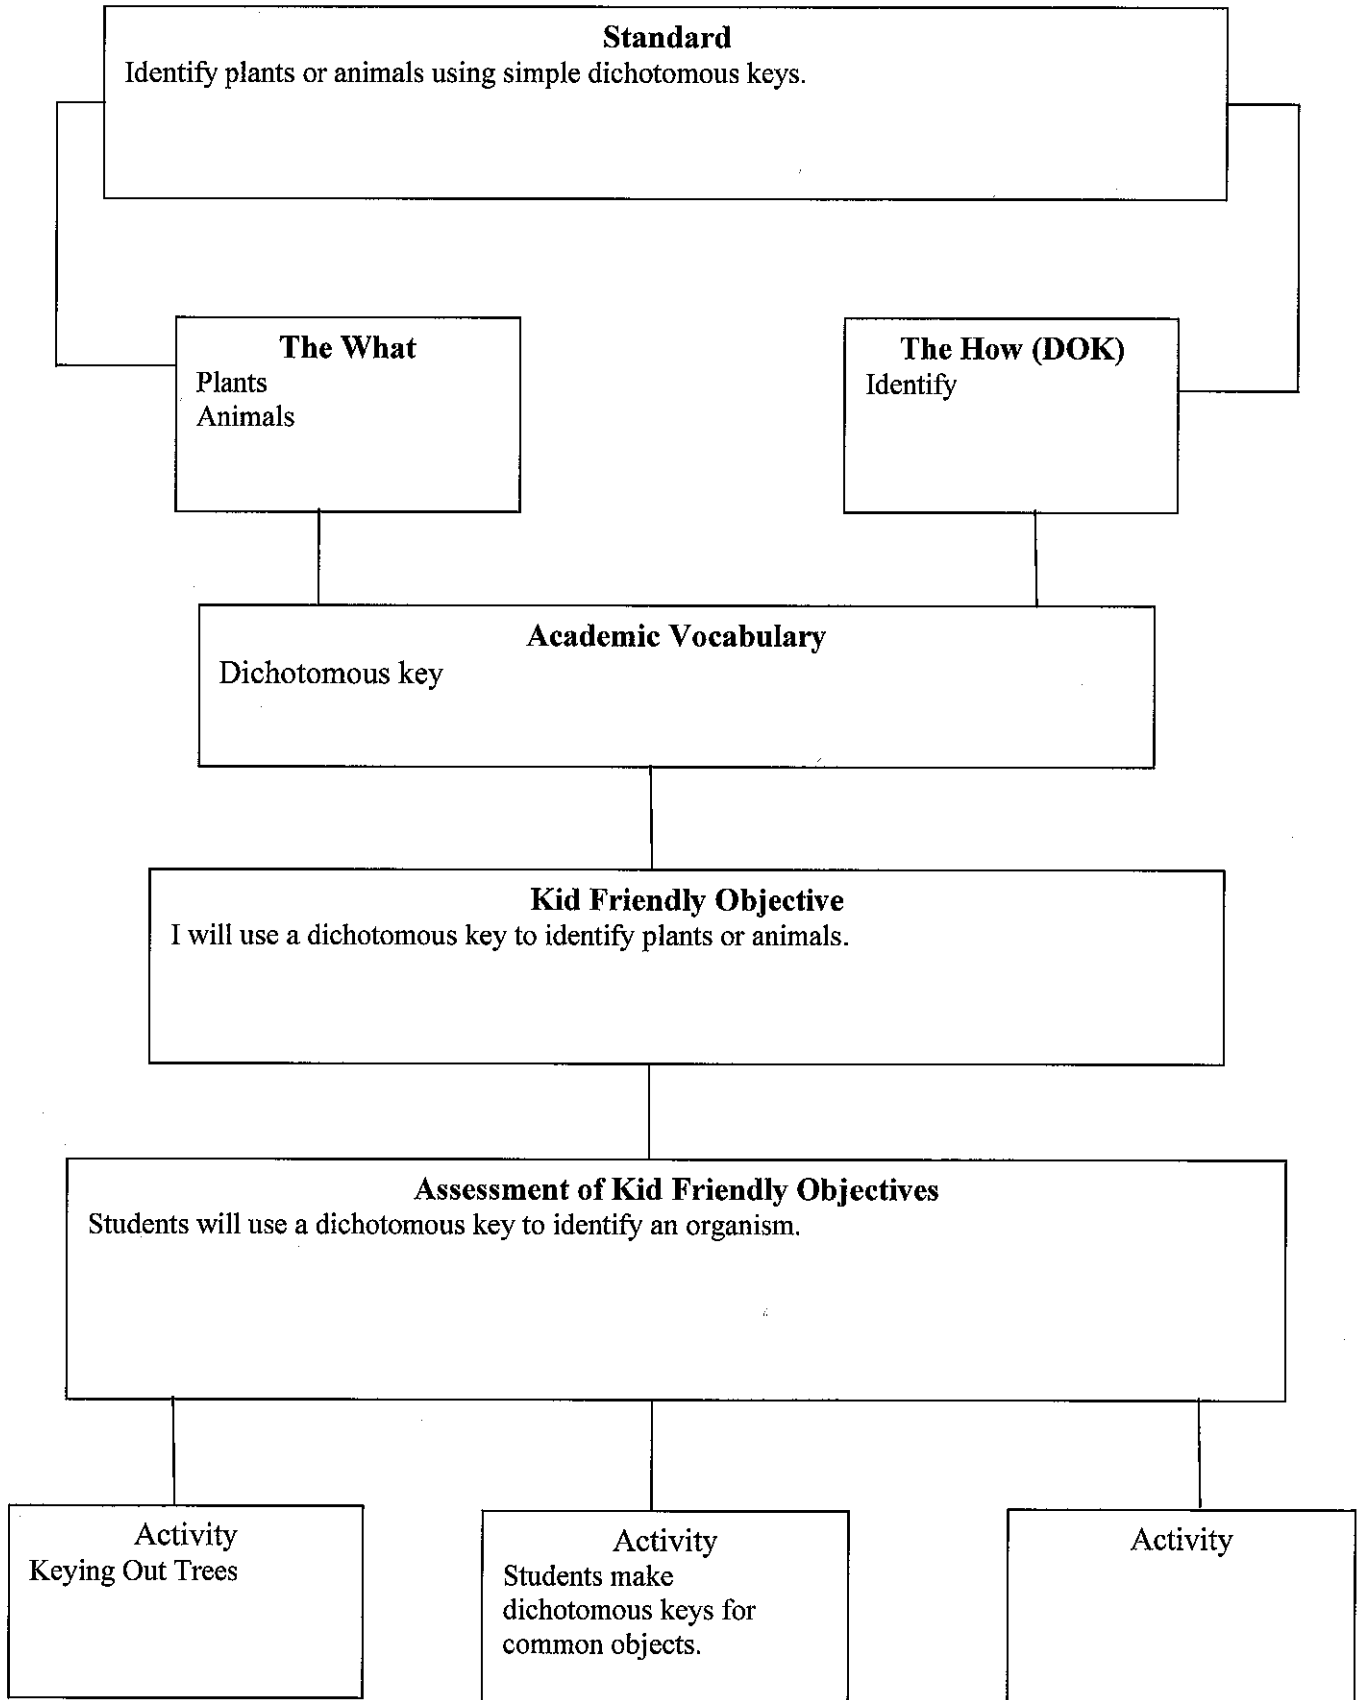 Standard
Identify plants or animals using simple dichotomous keys.
The What
Plants
Animals
The How (DOK)
Identify
Academic Vocabulary
Dichotomous key
Kid Friendly Objective
I will use a dichotomous key to identify plants or animals.
Assessment of Kid Friendly Objectives
Students will use a dichotomous key to identify an organism.
Activity
Keying Out Trees
Activity
Students make
dichotomous keys for
common objects.
Activity